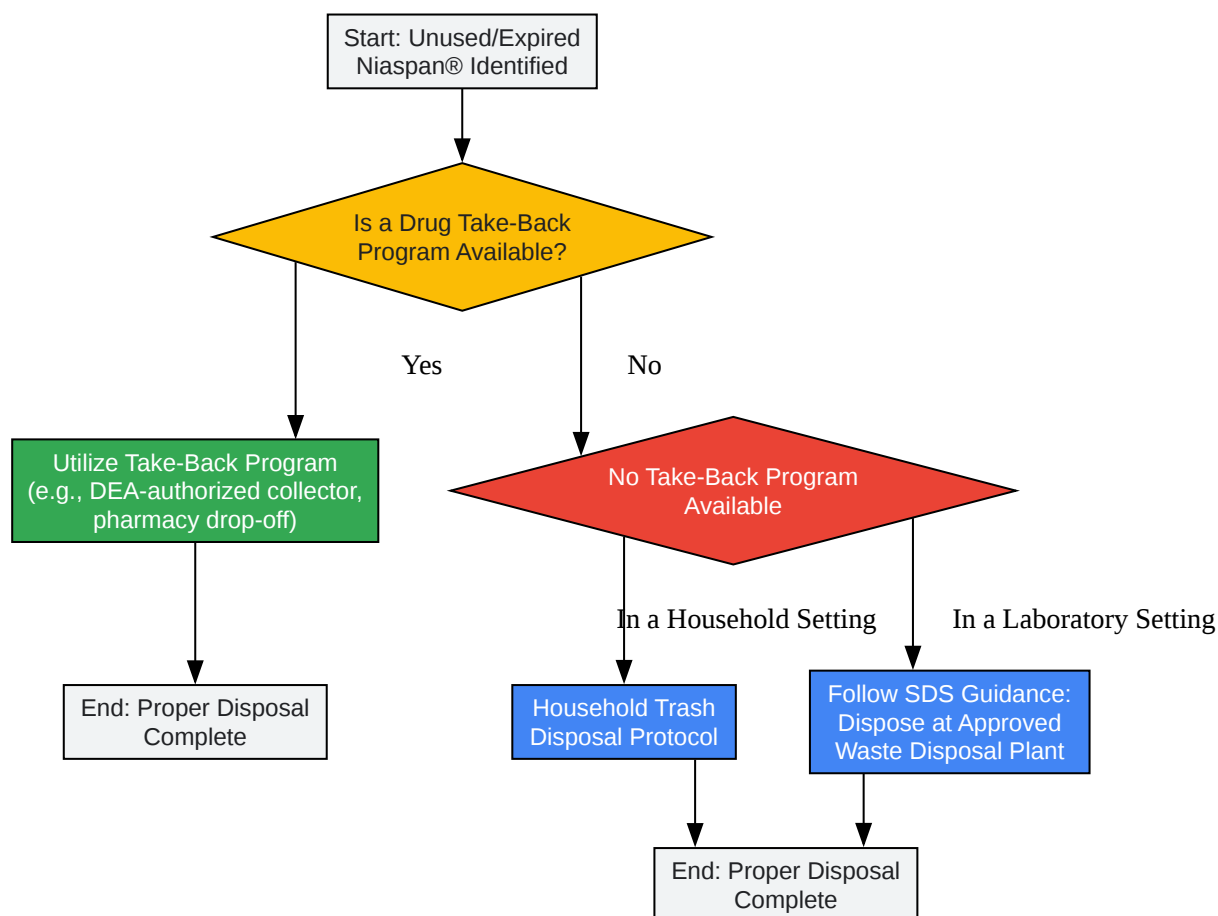 Start: Unused/Expired
Niaspan® Identified
Is a Drug Take-Back
Program Available?
Yes
No
Utilize Take-Back Program
(e.g., DEA-authorized collector,
pharmacy drop-off)
No Take-Back Program
Available
In a Household Setting
In a Laboratory Setting
End: Proper Disposal
Complete
Household Trash
Disposal Protocol
Follow SDS Guidance:
Dispose at Approved
Waste Disposal Plant
End: Proper Disposal
Complete